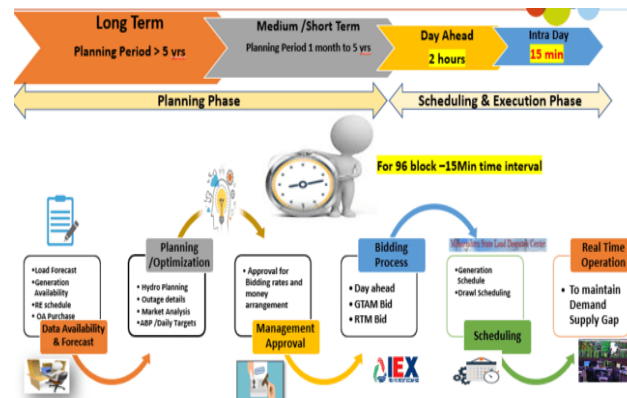 Long Term
Planning Period > 5 yrs
Medium /Short Term
Planning Period 1 month to 5 yrs
Day Ahead
2 hours
Intra Day
15 min
Planning Phase
Scheduling & Execution Phase
For 96 block –15Min time interval
Planning
/Optimization
Bidding
Process
State Load Despatch Center
Real Time
Operation
•Load Forecast
•Generation
Availability
•RE schedule
• OA Purchase
Data Availability
& Forecast
• Hydro Planning
• Outage details
• Market Analysis
•ABP /Daily Targets
• Approval for
Bidding rates and
money
arrangement
Management
Approval
• Day ahead
• GTAM Bid
• RTM Bid
IEX
•Generation
Schedule
•Drawl Scheduling
Scheduling
• To maintain
Demand
Supply Gap